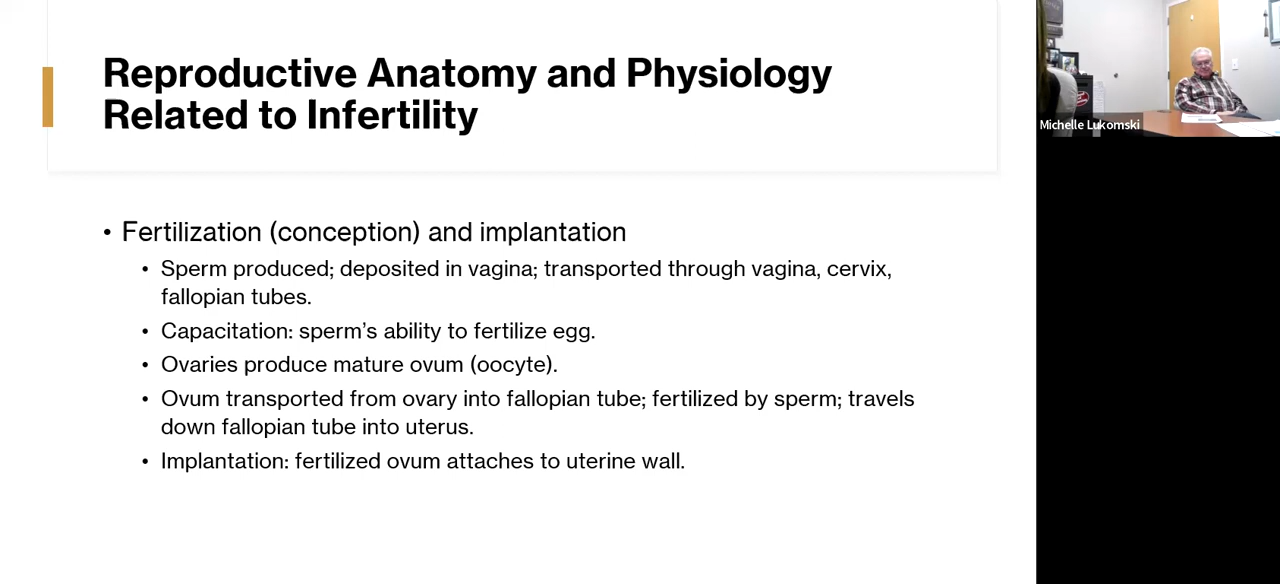 Reproductive Anatomy and Physiology
Related to Infertility
• Fertilization (conception) and implantation
• Sperm produced; deposited in vagina; transported through vagina, cervix,
fallopian tubes.
• Capacitation: sperm’s ability to fertilize egg.
• Ovaries produce mature ovum (oocyte).
• Ovum transported from ovary into fallopian tube; fertilized by sperm; travels
down fallopian tube into uterus.
• Implantation: fertilized ovum attaches to uterine wall.
Michelle Lukomski